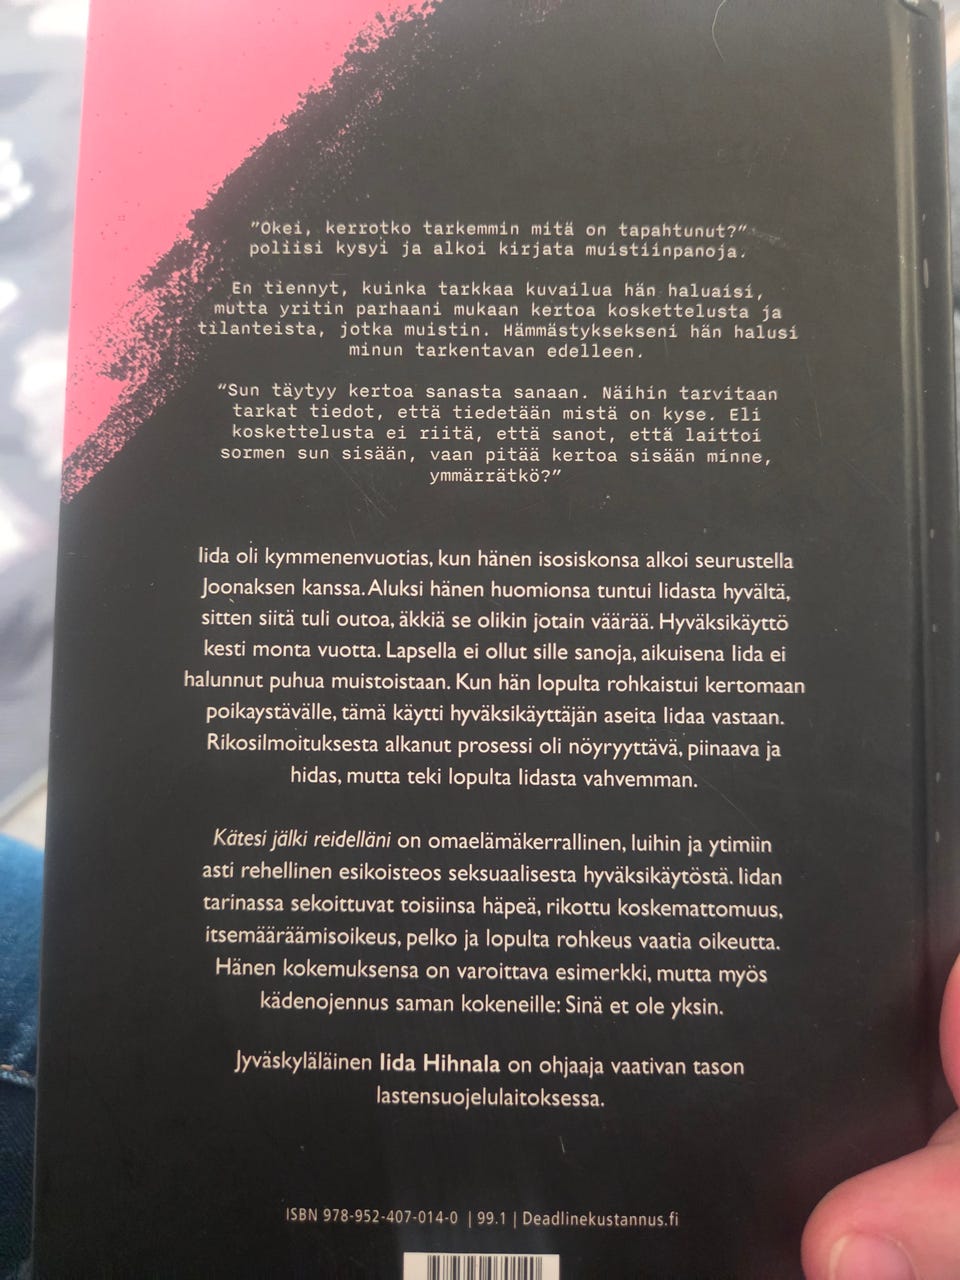 ”Okei, kerrotko tarkemmin mitä on tapahtunut?”
poliisi kysyi ja alkoi kirjata muistiinpanoja.
En tiennyt, kuinka tarkkaa kuvailua hän haluaisi,
mutta yritin parhaani mukaan kertoa koskettelusta ja
tilanteista, jotka muistin. Hämmästyksekseni hän halusi
minun tarkentavan edelleen.
”Sun täytyy kertoa sanasta sanaan. Näihin tarvitaan
tarkat tiedot, että tiedetään mistä on kyse. Eli
koskettelusta ei riitä, että sanot, että laittoi
sormen sun sisään, vaan pitää kertoa sisään minne,
ymmärrätkö?”
Iida oli kymmenenvuotias, kun hänen isosiskonsa alkoi seurustella
Joonaksen kanssa. Aluksi hänen huomionsa tuntui Iidasta hyvältä,
sitten siitä tuli outoa, äkkiä se olikin jotain väärää. Hyväksikäyttö
kesti monta vuotta. Lapsella ei ollut sille sanoja, aikuisena Iida ei
halunnut puhua muistoistaan. Kun hän lopulta rohkaistui kertomaan
poikaystävälle, tämä käytti hyväksikäyttäjän aseita Iidaa vastaan.
Rikosilmoituksesta alkanut prosessi oli nöyryyttävä, piinaava ja
hidas, mutta teki lopulta Iidasta vahvemman.
Kätesi jälki reidelläni on omaelämäkerrallinen, luihin ja ytimiin
asti rehellinen esikoisteos seksuaalisesta hyväksikäytöstä. Iidan
tarinassa sekoittuvat toisiinsa häpeä, rikottu koskemattomuus,
itsemääräämisoikeus, pelko ja lopulta rohkeus vaatia oikeutta.
Hänen kokemuksensa on varoittava esimerkki, mutta myös
kädenojennus saman kokeneille: Sinä et ole yksin.
Jyväskyläläinen Iida Hihnala on ohjaaja vaativan tason
lastensuojelulaitoksessa.
ISBN 978-952-407-014-0 | 99.1 | Deadlinekustannus.fi